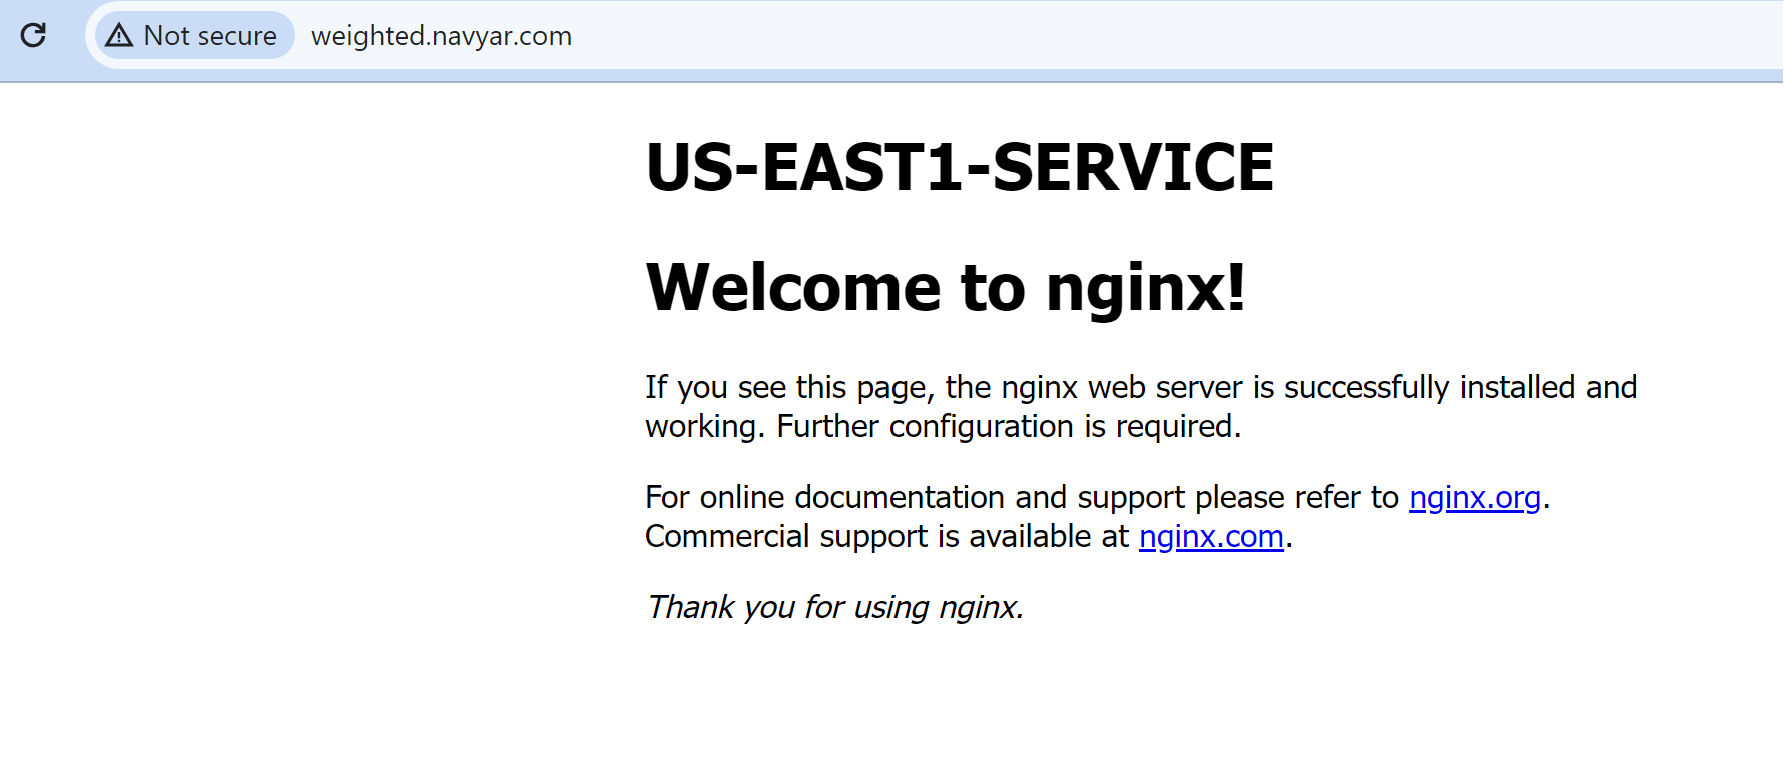 Not secure weighted.navyar.com
US-EAST1-SERVICE
Welcome to nginx!
If you see this page, the nginx web server is successfully installed and
working. Further configuration is required.
For online documentation and support please refer to nginx.org.
Commercial support is available at nginx.com.
Thank you for using nginx.